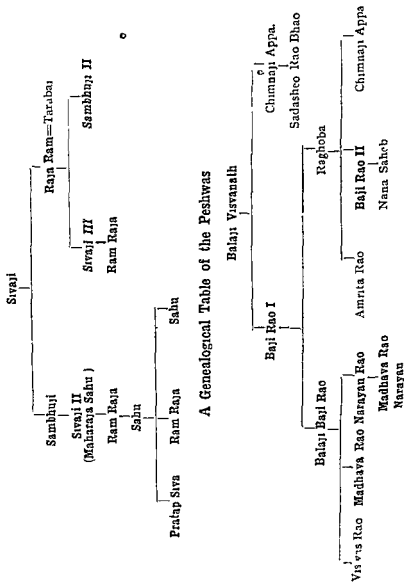 Sivaji
Sambhuji Raja Ram=Tarabai
Sivaji II Sivaji III Sambhuji II
(Maharaja Sahu)
Ram Raja Ram Raja
Sahu
Pratap Siva Ram Raja Sahu
A Genealogical Table of the Peshwas
Balaji Visvanath
Baji Rao I Chimnaji Appa.
Sadasheo Rao Bhao
Balaji Baji Rao Raghoba
Visvas Rao Madhava Rao Narayan Rao Amrita Rao Baji Rao II Chimnaji Appa
Madhava Rao Nana Saheb
Narayan